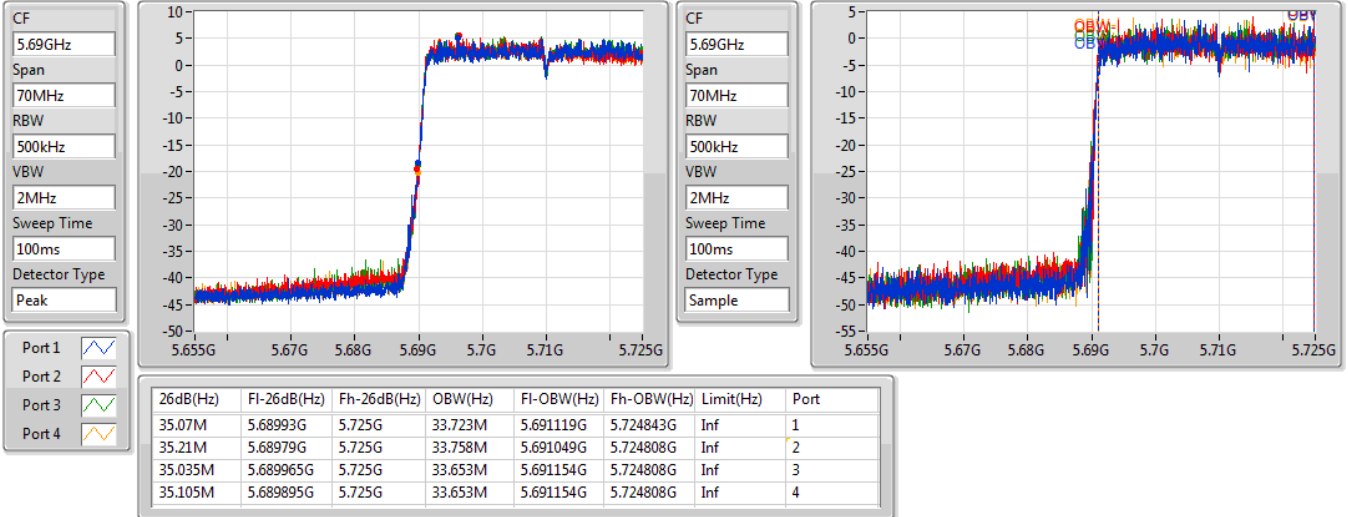 CF
5.69GHz
Span
70MHz
RBW
500kHz
VBW
2MHz
Sweep Time
100ms
Detector Type
Peak
10
5
0
-5
-10
-15
-20
-25
-30
-35
-40
-45
-50
5.655G 5.67G 5.68G 5.69G 5.7G 5.71G 5.725G
CF
5.69GHz
Span
70MHz
RBW
500kHz
VBW
2MHz
Sweep Time
100ms
Detector Type
Sample
5
0
-5
-10
-15
-20
-25
-30
-35
-40
-45
-50
-55
5.655G 5.67G 5.68G 5.69G 5.7G 5.71G 5.725G
OBW
Port 1
Port 2
Port 3
Port 4
26dB(Hz) Fl-26dB(Hz) Fh-26dB(Hz) OBW(Hz) Fl-OBW(Hz) Fh-OBW(Hz) Limit(Hz) Port
35.07M 5.68993G 5.725G 33.723M 5.691119G 5.724843G Inf 1
35.21M 5.68979G 5.725G 33.758M 5.691049G 5.724808G Inf 2
35.035M 5.689965G 5.725G 33.653M 5.691154G 5.724808G Inf 3
35.105M 5.689895G 5.725G 33.653M 5.691154G 5.724808G Inf 4